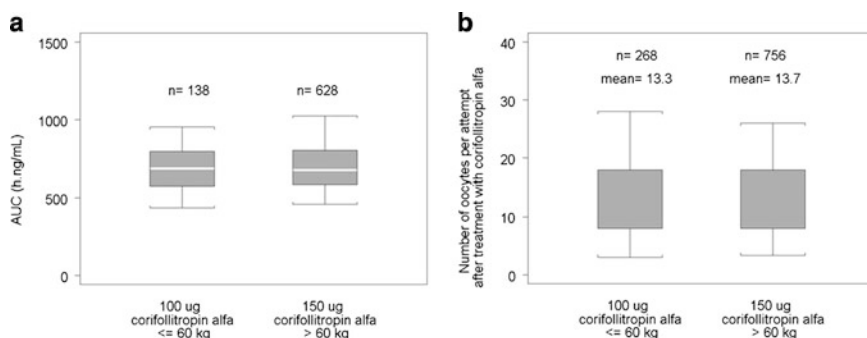 a
1500
1000
500
0
AUC (h.ng/mL)
n= 138
n= 628
100 ug
corifollitropin alfa
<= 60 kg
150 ug
corifollitropin alfa
> 60 kg
b
40
30
20
10
0
Number of oocytes per attempt
after treatment with corifollitropin alfa
n= 268
mean= 13.3
n= 756
mean= 13.7
100 ug
corifollitropin alfa
<= 60 kg
150 ug
corifollitropin alfa
> 60 kg